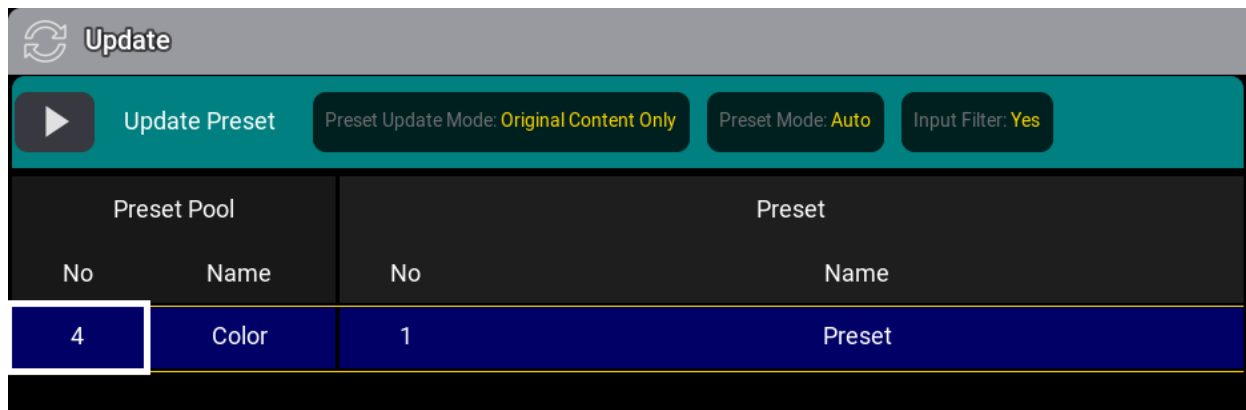 Update
Update Preset Preset Update Mode: Original Content Only Preset Mode: Auto Input Filter: Yes
Preset Pool Preset
No Name No Name
4 Color 1 Preset